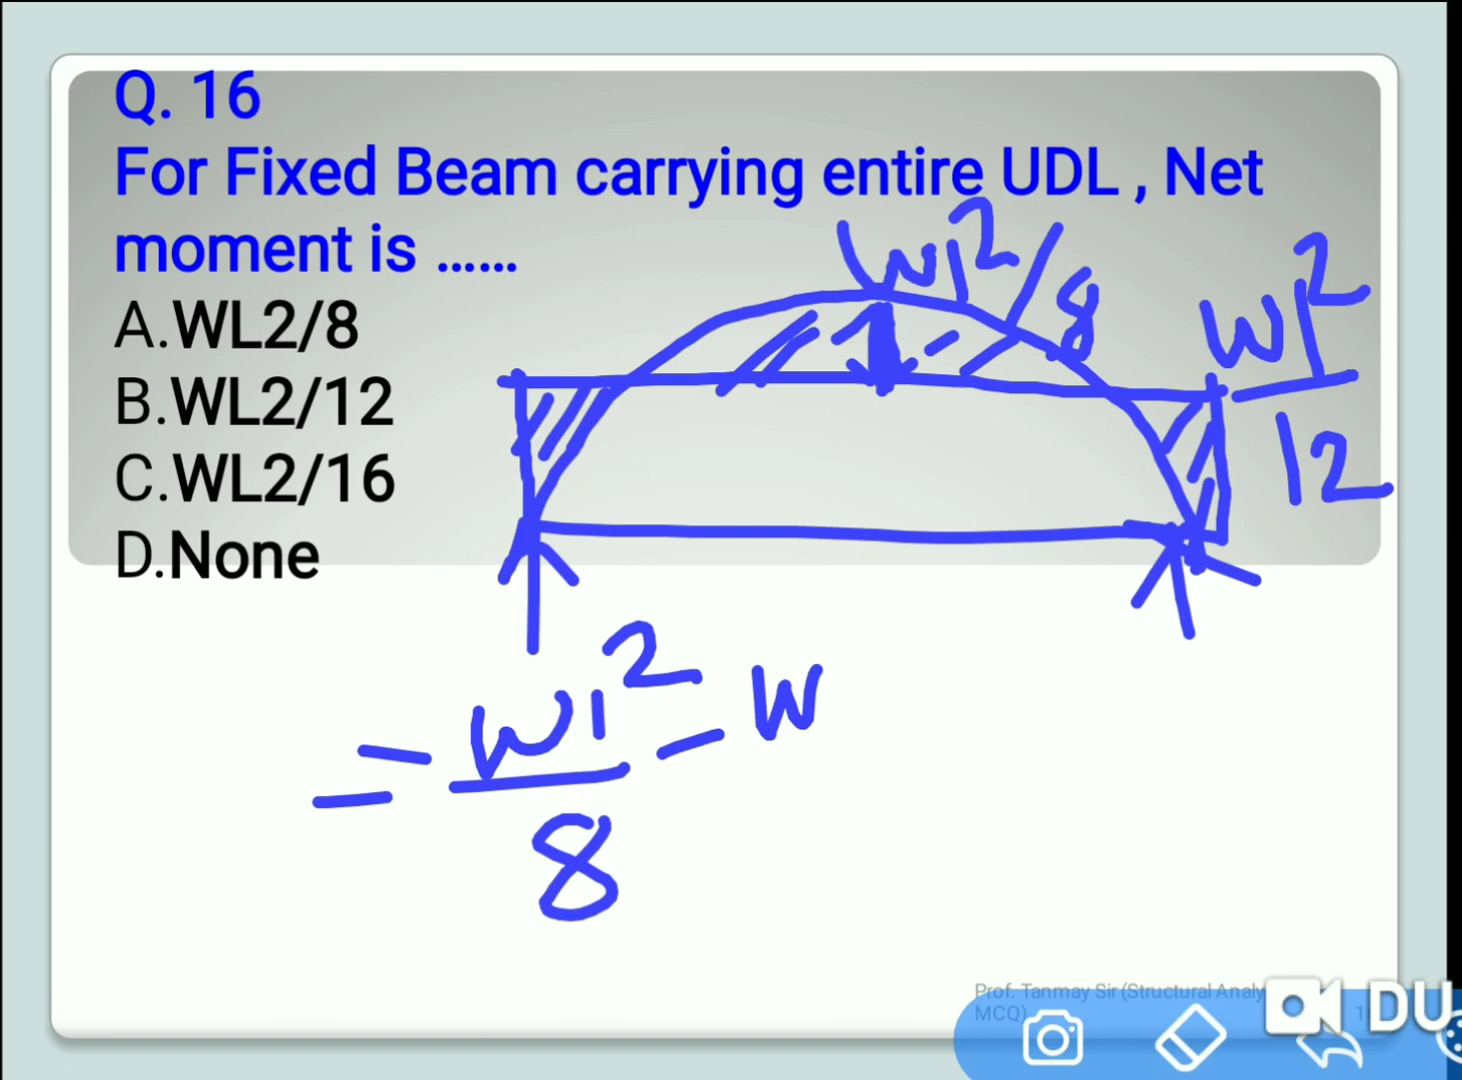 Q. 16
For Fixed Beam carrying entire UDL , Net
moment is ......
A.WL2/8
B.WL2/12
C.WL2/16
D.None
wl²/8
wl²
12
= wl² - w
8
Prof. Tanmay Sir (Structural Analy
MCQ)
DU